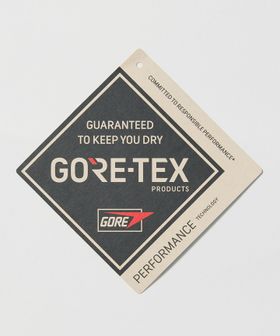 COMMITTED TO RESPONSIBLE PERFORMANCE*
GUARANTEED
TO KEEP YOU DRY
GORE-TEX
PRODUCTS
GORE
PERFORMANCE TECHNOLOGY